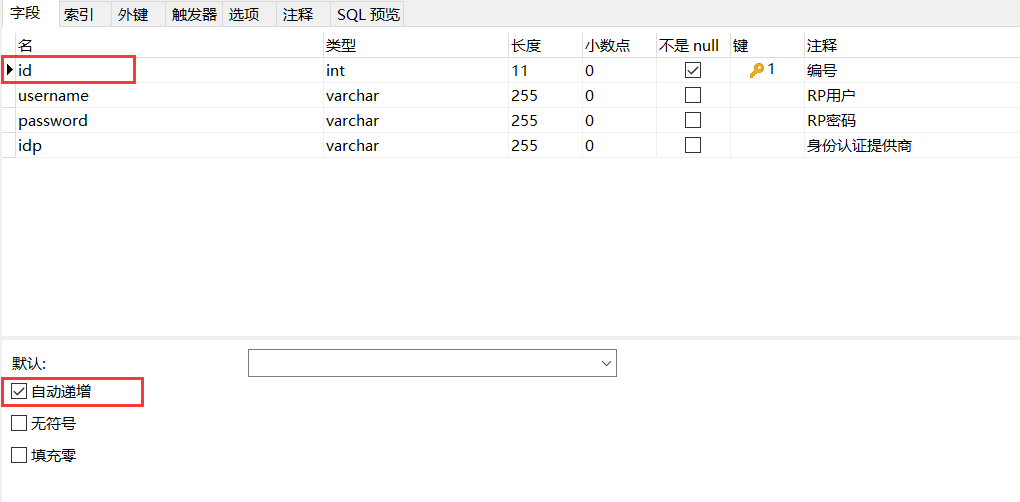 字段 索引 外键 触发器 选项 注释 SQL 预览
名 类型 长度 小数点 不是 null 键 注释
id int 11 0 1 编号
username varchar 255 0 RP用户
password varchar 255 0 RP密码
idp varchar 255 0 身份认证提供商
默认:
自动递增
无符号
填充零